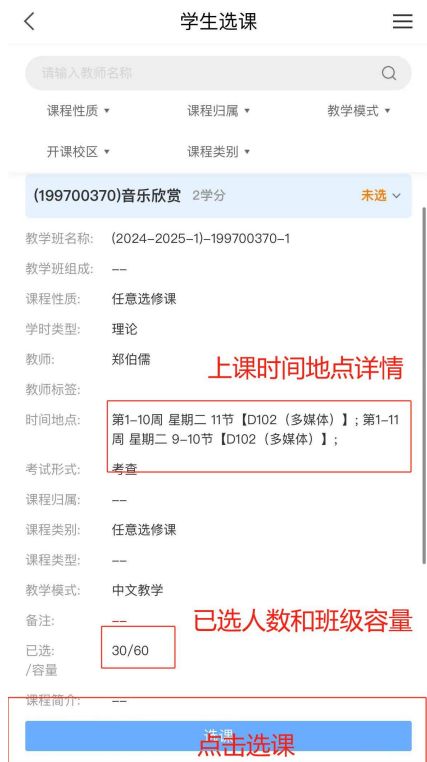 学生选课
请输入教师名称
课程性质 课程归属 教学模式
开课校区 课程类别
(199700370)音乐欣赏 2学分 未选
教学班名称: (2024-2025-1)-199700370-1
教学班组成: --
课程性质: 任意选修课
学时类型: 理论
教师: 郑伯儒
上课时间地点详情
教师标签:
时间地点: 第1-10周 星期二 11节【D102（多媒体）】; 第1-11
周 星期二 9-10节【D102（多媒体）】;
考试形式: 考查
课程归属: --
课程类别: 任意选修课
课程类型: --
教学模式: 中文教学
备注: --
已选人数和班级容量
已选: 30/60
/容量
课程简介: --
选课
点击选课